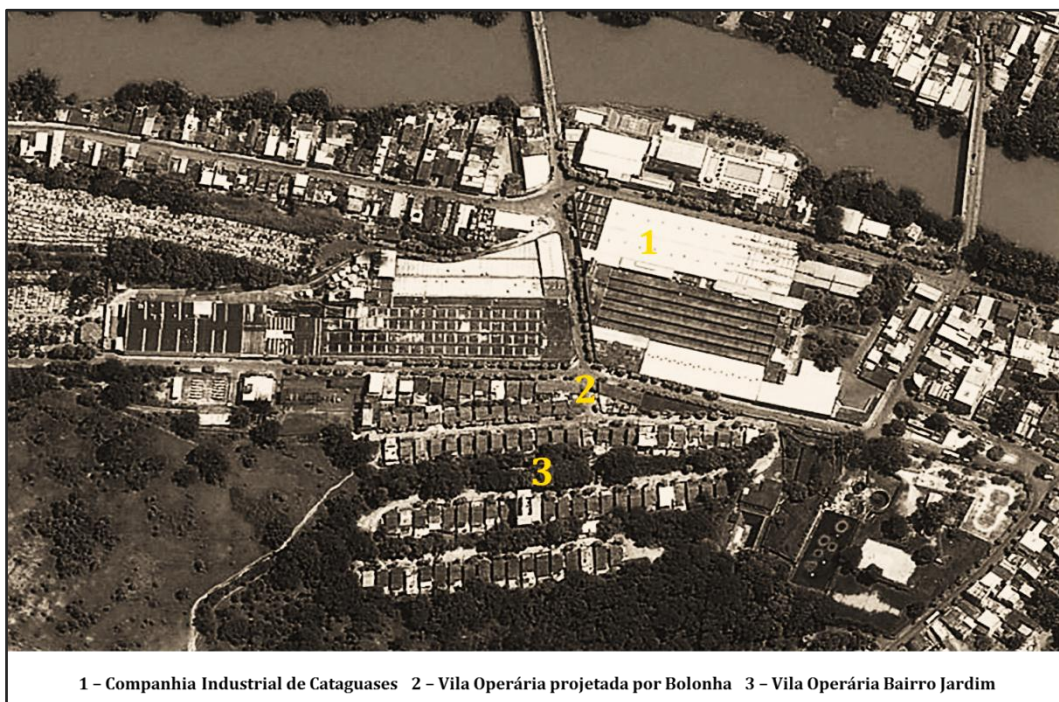 1
2
3
1 – Companhia Industrial de Cataguases 2 – Vila Operária projetada por Bolonha 3 – Vila Operária Bairro Jardim